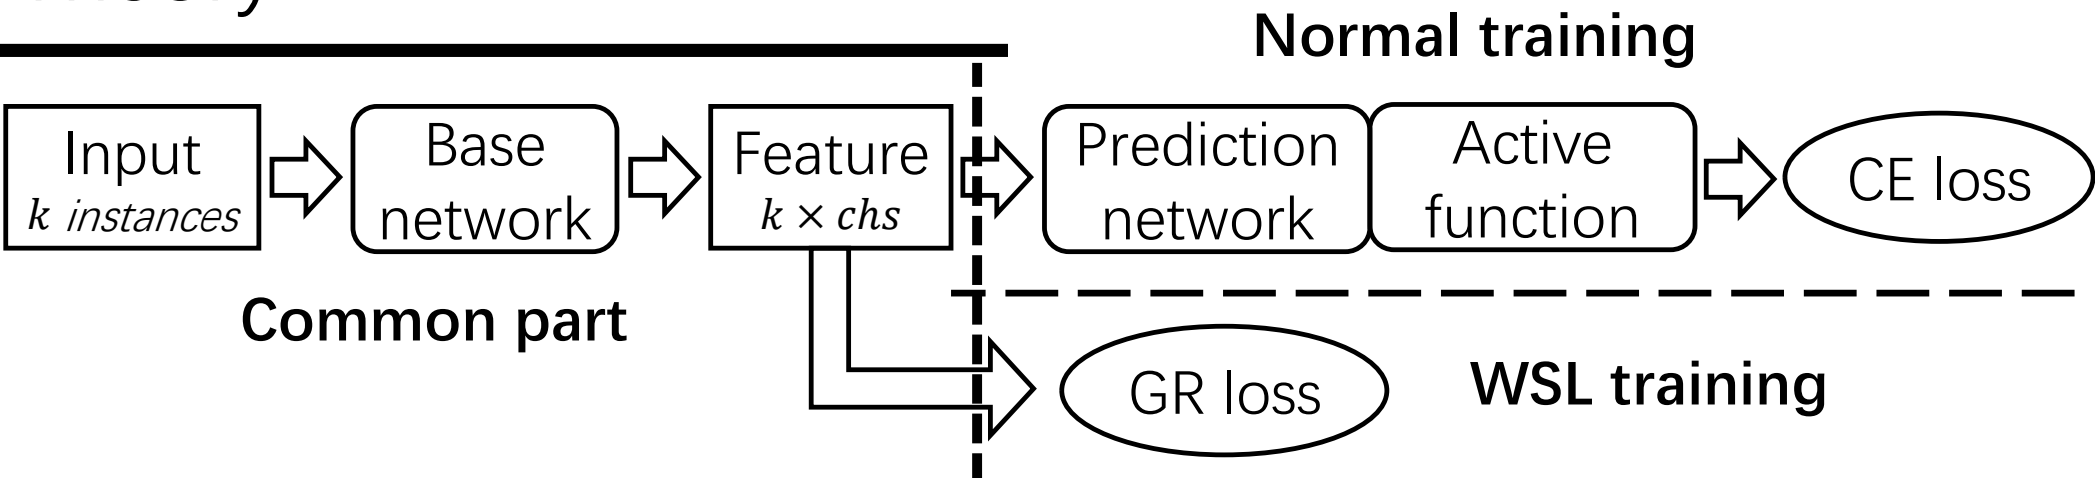 Normal training
Input
k instances
Base
network
Feature
k × chs
Prediction
network
Active
function
CE loss
Common part
GR loss
WSL training